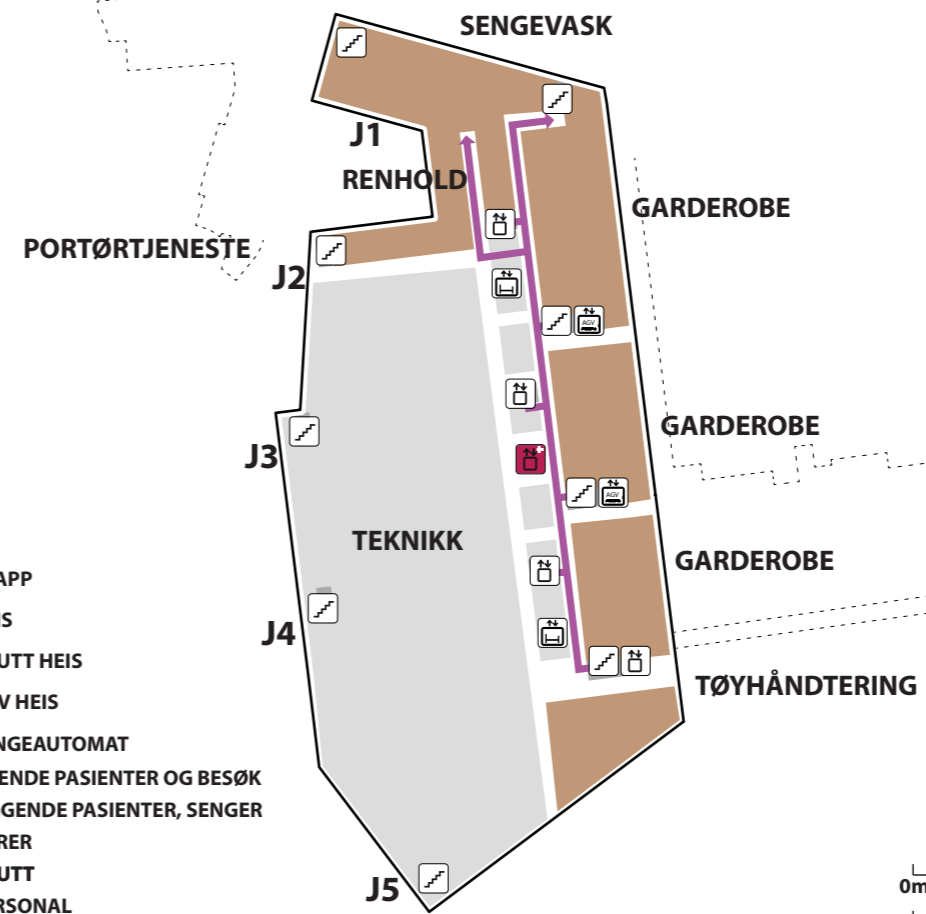 SENGEVASK
J1
RENHOLD
GARDEROBE
PORTØRTJENESTE
J2
AGV
GARDEROBE
J3
AGV
TEKNIKK
GARDEROBE
APP
IS
UTT HEIS
V HEIS
NGEAUTOMAT
ENDE PASIENTER OG BESØK
GENDE PASIENTER, SENGER
RER
UTT
RSONAL
J4
TØYHÅNDTERING
J5
0m